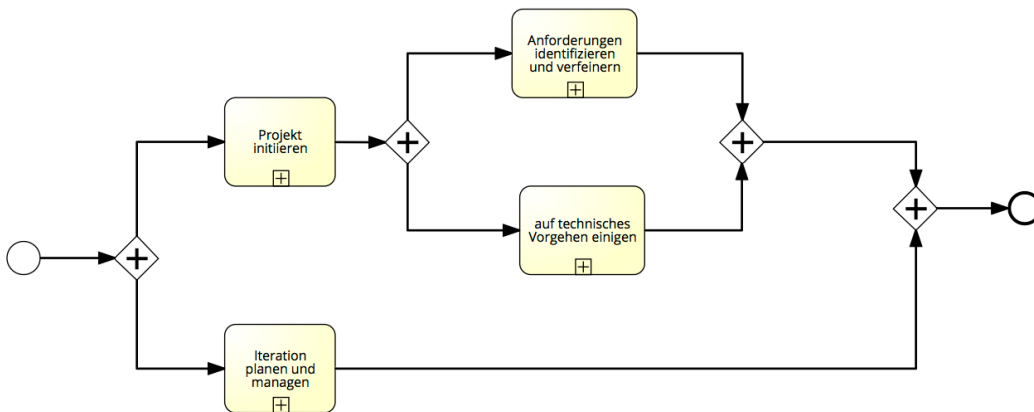 Anforderungen
identifizieren
und verfeinern
Projekt
initiieren
auf technisches
Vorgehen einigen
Iteration
planen und
managen